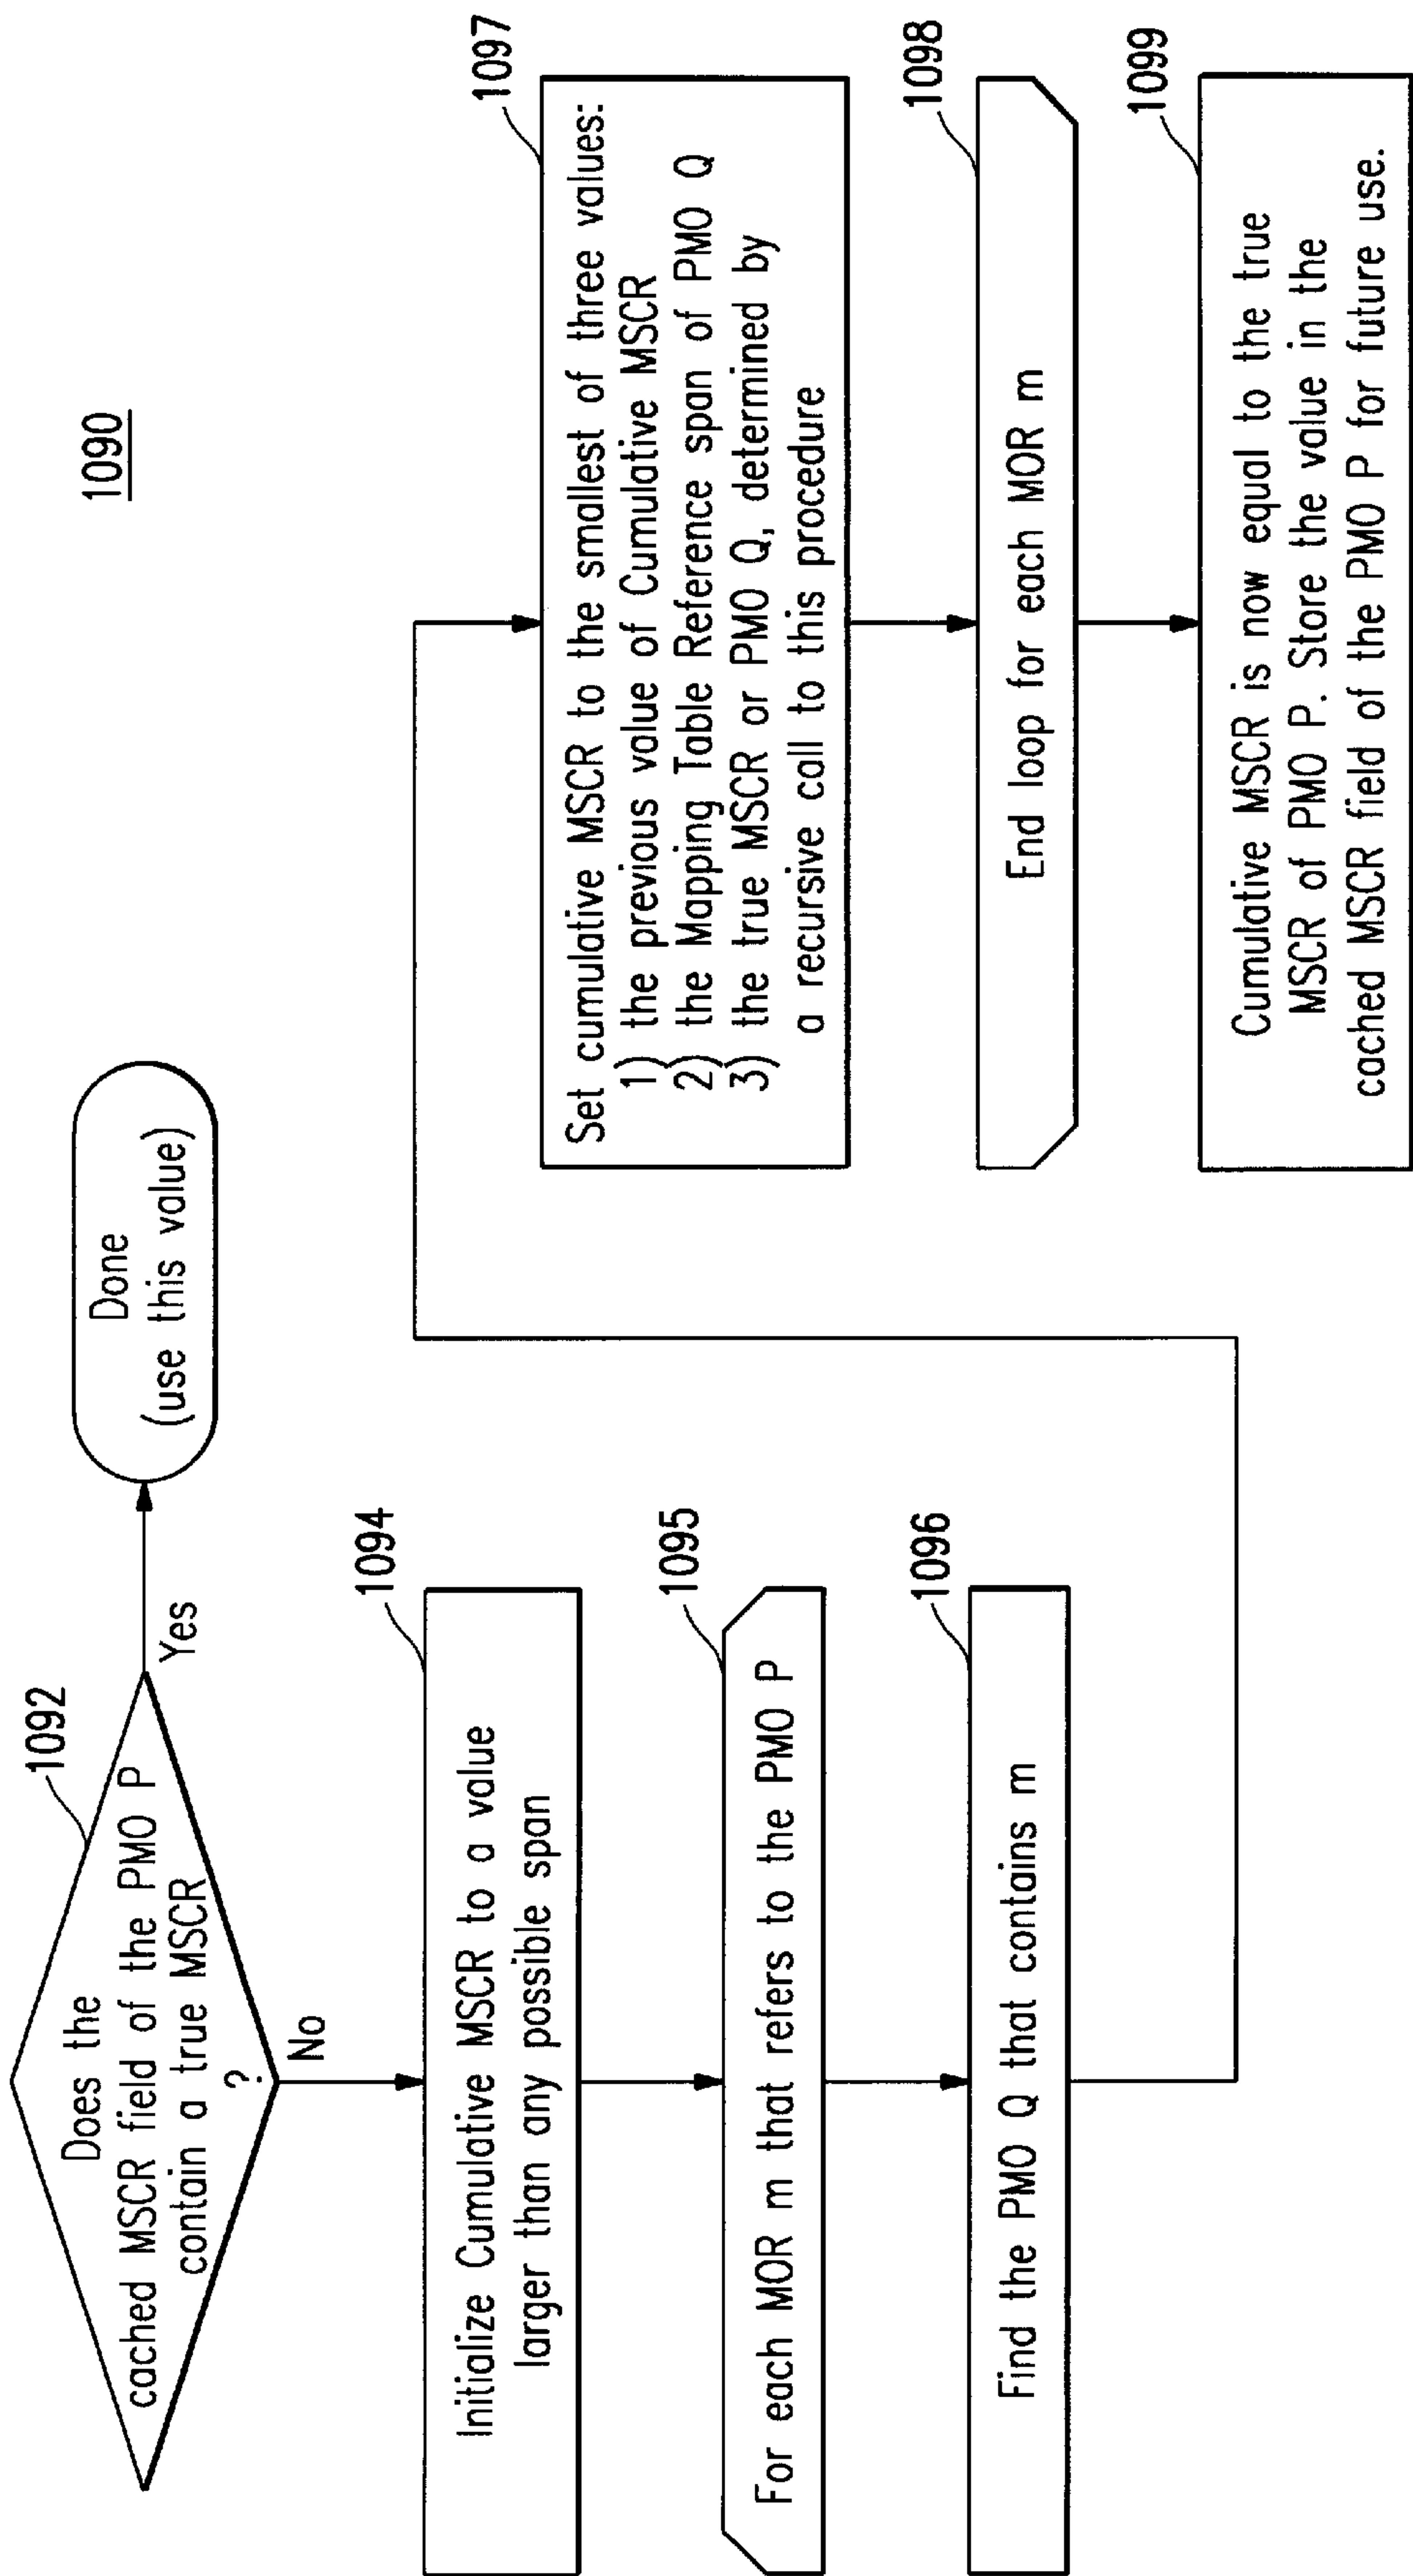 1090
1092
Does the
cached MSCR field of the PMO P
contain a true MSCR
?
Yes
Done
(use this value)
No
1094
Initialize Cumulative MSCR to a value
larger than any possible span
1095
For each MOR m that refers to the PMO P
1096
Find the PMO Q that contains m
1097
Set cumulative MSCR to the smallest of three values:
1) the previous value of Cumulative MSCR
2) the Mapping Table Reference span of PMO Q
3) the true MSCR or PMO Q, determined by
a recursive call to this procedure
1098
End loop for each MOR m
1099
Cumulative MSCR is now equal to the true
MSCR of PMO P. Store the value in the
cached MSCR field of the PMO P for future use.